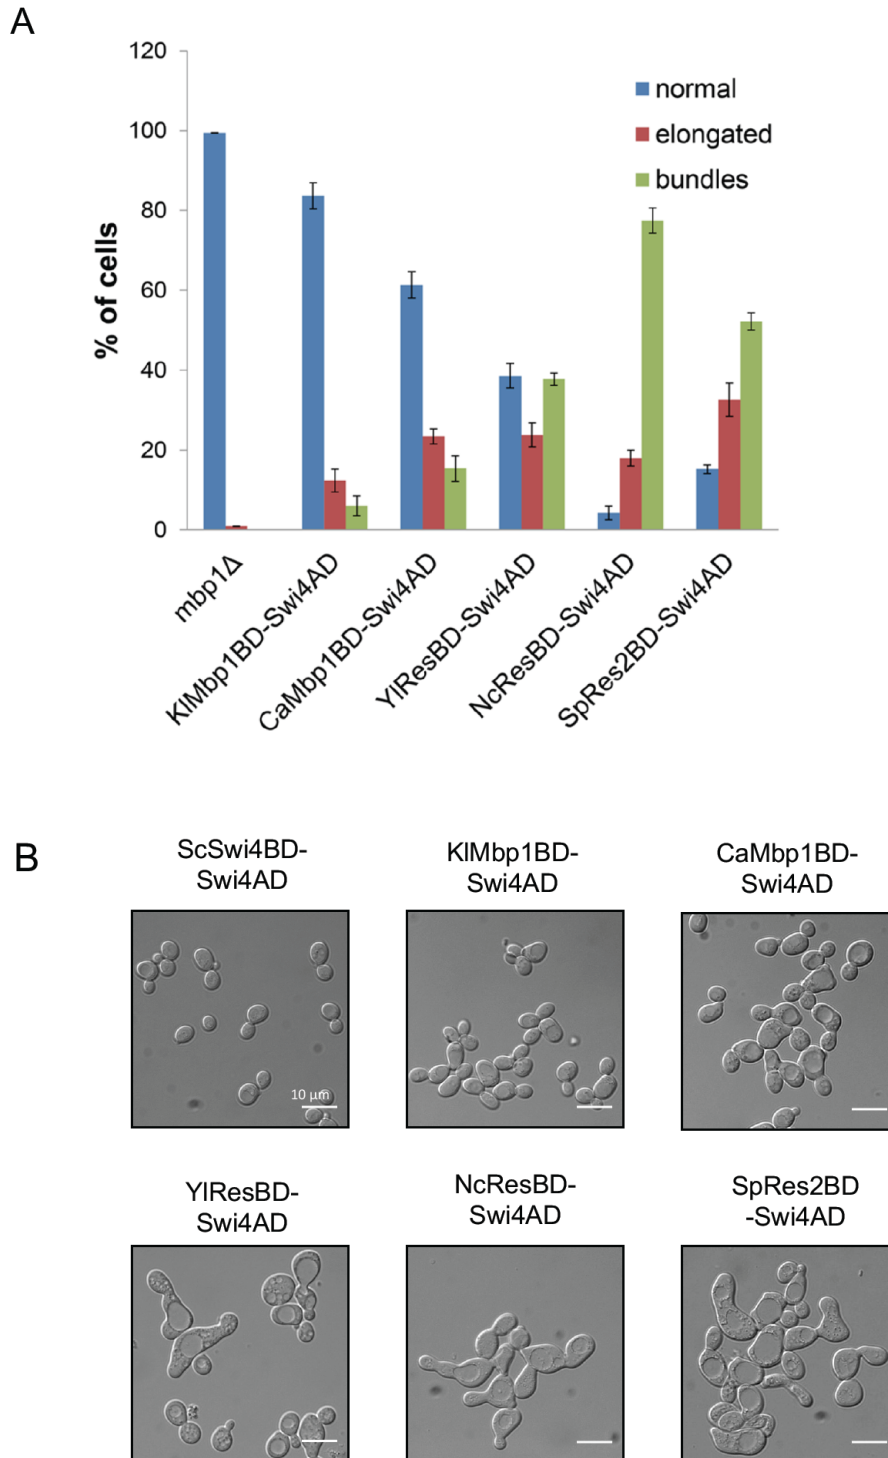 A
120
100
80
60
40
20
0
% of cells
normal
elongated
bundles
mbp1Δ
KlMbp1BD-Swi4AD
CaMbp1BD-Swi4AD
YlResBD-Swi4AD
NcResBD-Swi4AD
SpRes2BD-Swi4AD
B
ScSwi4BD-
Swi4AD
KlMbp1BD-
Swi4AD
CaMbp1BD-
Swi4AD
10 µm
YlResBD-
Swi4AD
NcResBD-
Swi4AD
SpRes2BD
-Swi4AD